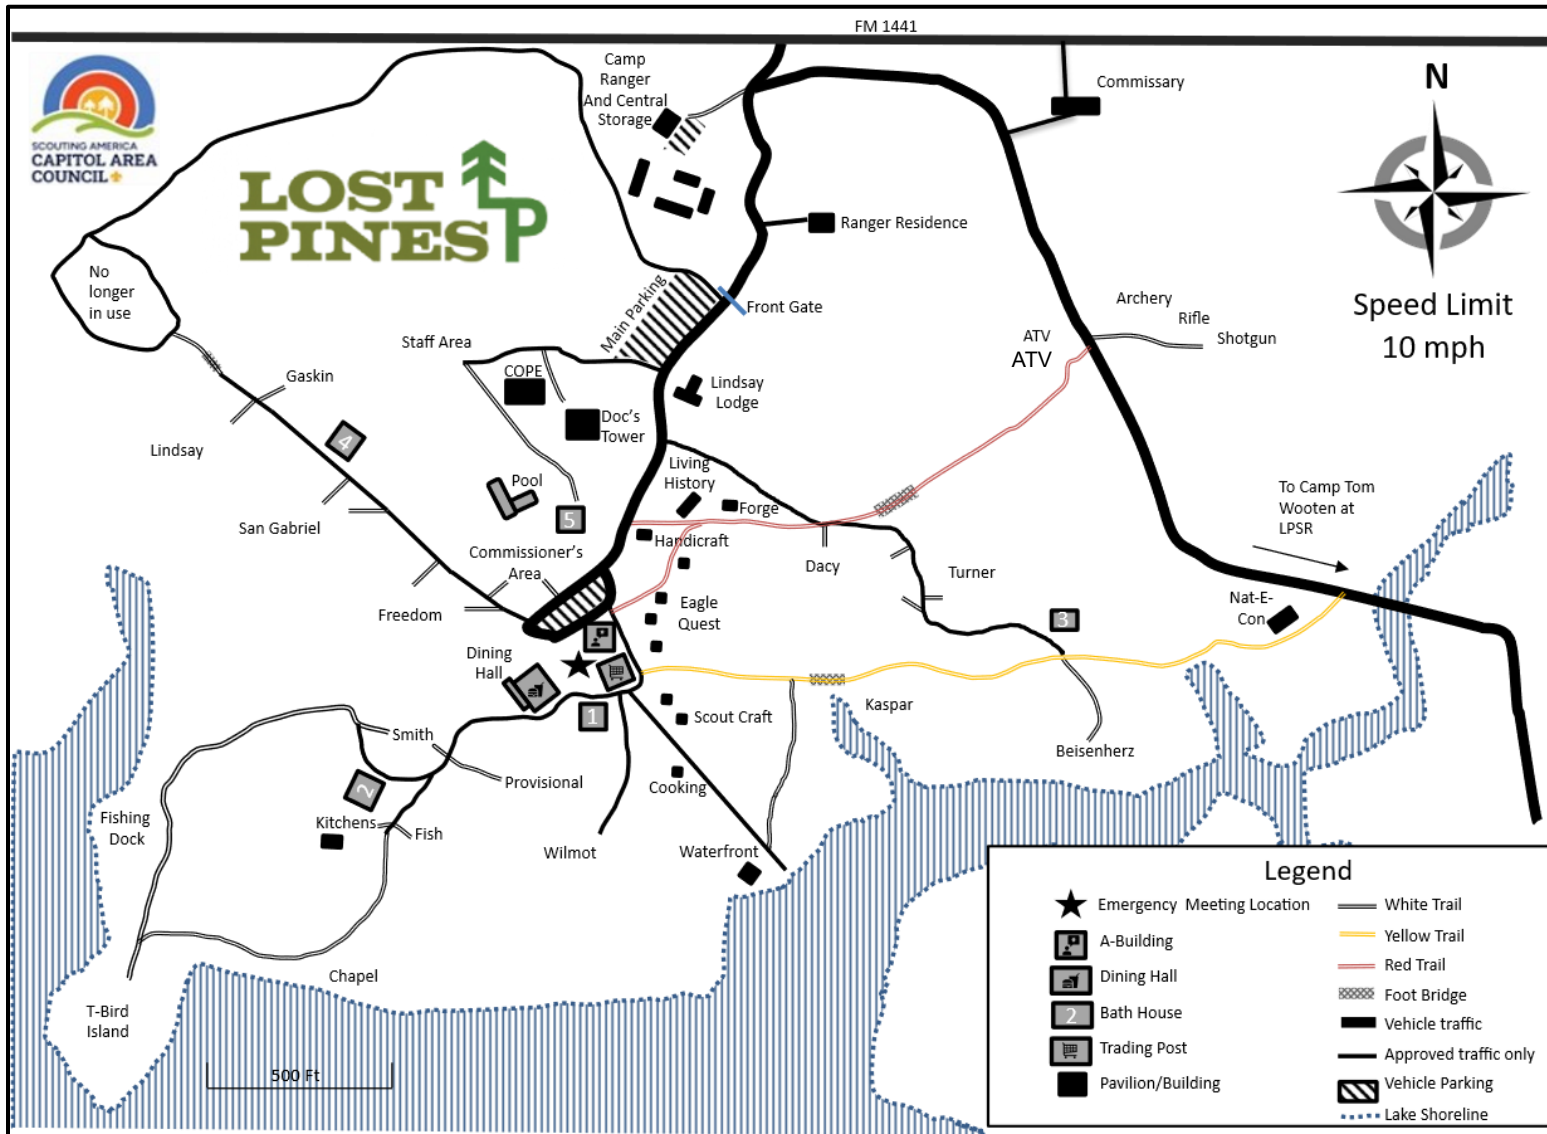 FM 1441
SCOUTING AMERICA
CAPITOL AREA
COUNCIL
LOST
PINES
LP
Camp
Ranger
And Central
Storage
Commissary
N
Speed Limit
10 mph
Ranger Residence
No
longer
in use
Main Parking
Front Gate
Archery
Rifle
Shotgun
ATV
ATV
Staff Area
COPE
Doc's
Tower
Lindsay
Lodge
Gaskin
Lindsay
4
Living
History
Forge
Pool
5
San Gabriel
Handicraft
To Camp Tom
Wooten at
LPSR
Commissioner's
Area
Dacy
Turner
Freedom
Eagle
Quest
3
Nat-E-
Con
Dining
Hall
1
Scout Craft
Kaspar
Beisenherz
Smith
Provisional
Cooking
2
Fishing
Dock
Kitchens
Fish
Wilmot
Waterfront
Chapel
T-Bird
Island
500 Ft
Legend
Emergency Meeting Location
A-Building
Dining Hall
2
Bath House
Trading Post
Pavilion/Building
White Trail
Yellow Trail
Red Trail
Foot Bridge
Vehicle traffic
Approved traffic only
Vehicle Parking
Lake Shoreline